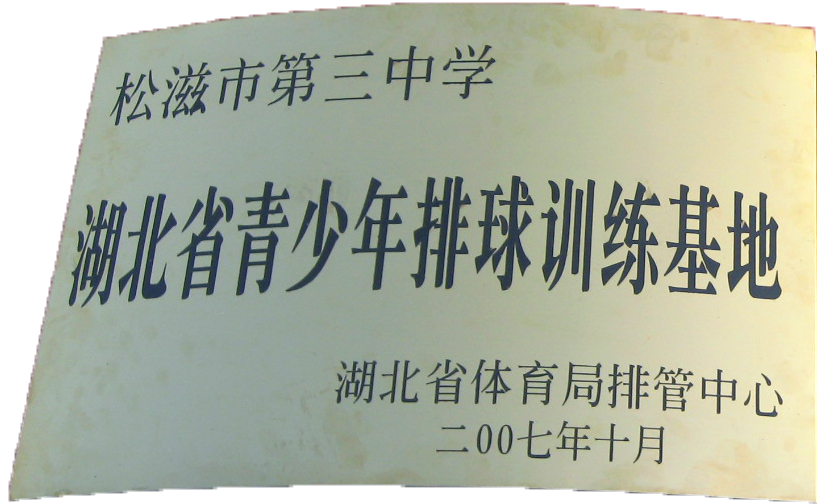 松滋市第三中学
湖北省青少年排球训练基地
湖北省体育局排管中心
二00七年十月